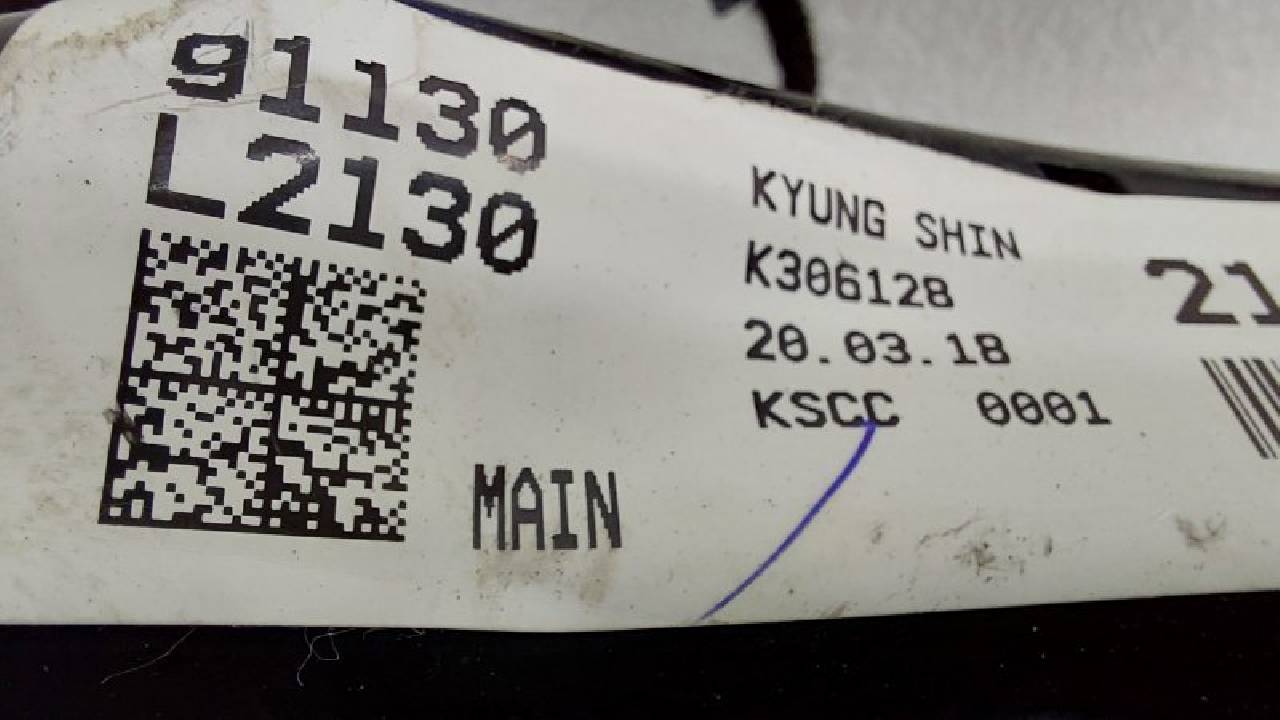 91130
L2130
MAIN
KYUNG SHIN
K306128
20.03.18
KSCC 0001
21